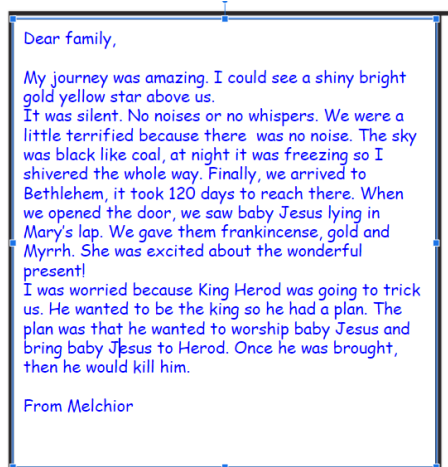 Dear family,
My journey was amazing. I could see a shiny bright
gold yellow star above us.
It was silent. No noises or no whispers. We were a
little terrified because there  was no noise. The sky
was black like coal, at night it was freezing so I
shivered the whole way. Finally, we arrived to
Bethlehem, it took 120 days to reach there. When
we opened the door, we saw baby Jesus lying in
Mary's lap. We gave them frankincense, gold and
Myrrh. She was excited about the wonderful
present!
I was worried because King Herod was going to trick
us. He wanted to be the king so he had a plan. The
plan was that he wanted to worship baby Jesus and
bring baby Jesus to Herod. Once he was brought,
then he would kill him.
From Melchior